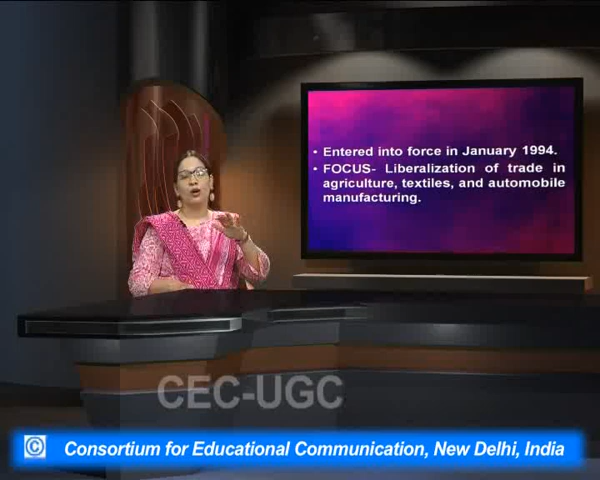 • Entered into force in January 1994.
• FOCUS- Liberalization of trade in
agriculture, textiles, and automobile
manufacturing.
CEC-UGC
© Consortium for Educational Communication, New Delhi, India